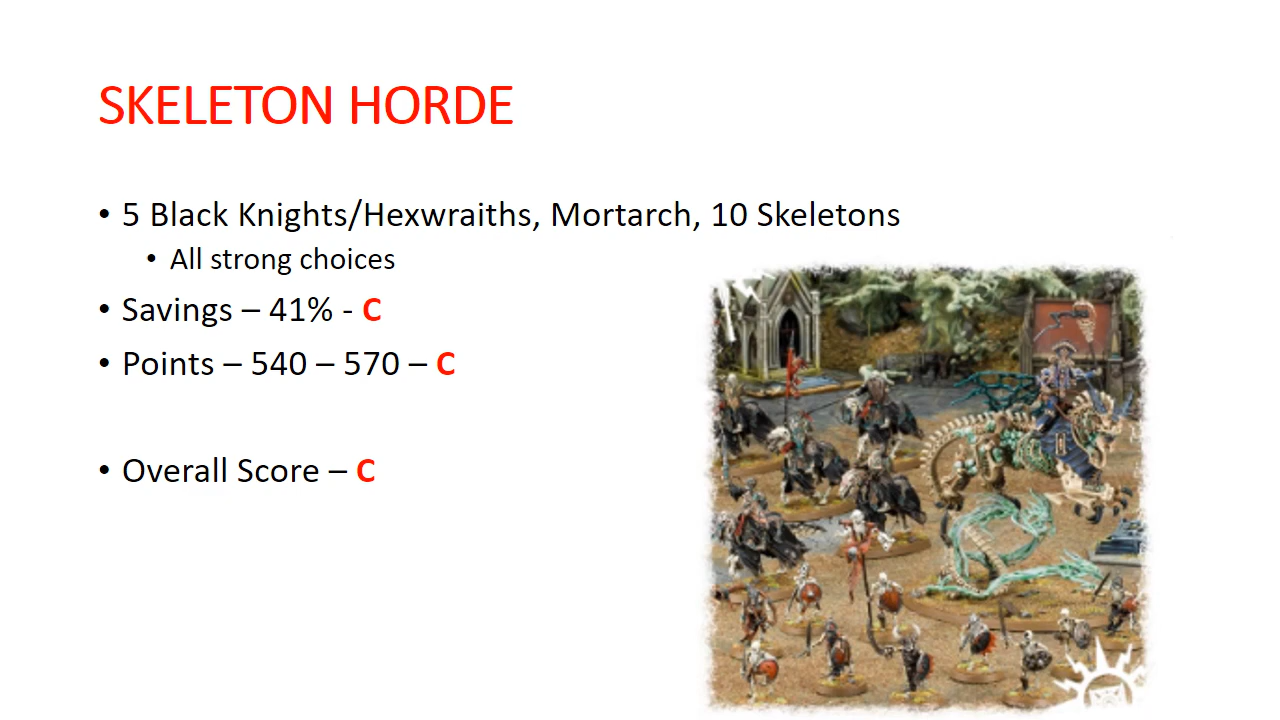 SKELETON HORDE
• 5 Black Knights/Hexwraiths, Mortarch, 10 Skeletons
• All strong choices
• Savings – 41% - C
• Points – 540 – 570 – C
• Overall Score – C